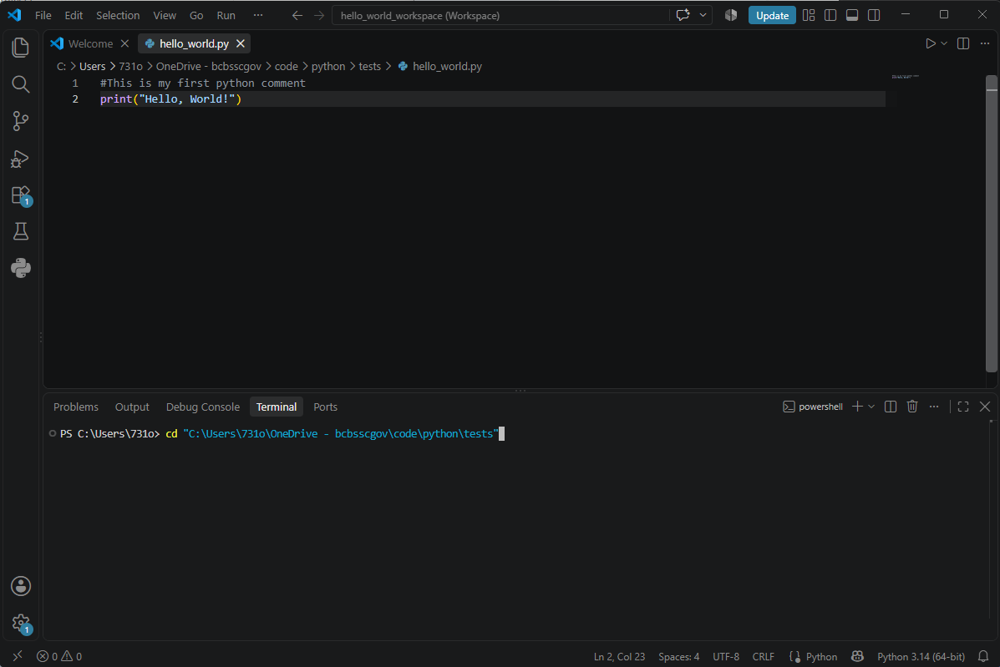 File Edit Selection View Go Run ··· hello_world_workspace (Workspace) Update
Welcome hello_world.py
C: > Users > 731o > OneDrive - bcbsscgov > code > python > tests > hello_world.py
1 #This is my first python comment
2 print("Hello, World!")
1
Problems Output Debug Console Terminal Ports powershell
PS C:\Users\731o> cd "C:\Users\731o\OneDrive - bcbsscgov\code\python\tests"
1
0 0 Ln 2, Col 23 Spaces: 4 UTF-8 CRLF { } Python Python 3.14 (64-bit)